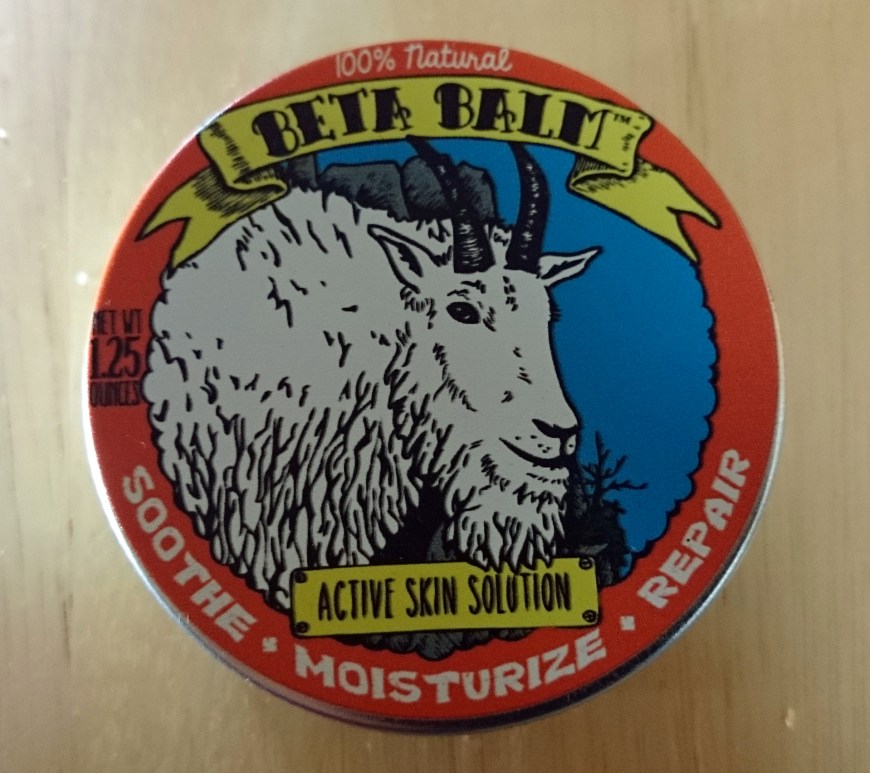 100% Natural
BETA BALM™
NET WT
1.25
OUNCES
ACTIVE SKIN SOLUTION
SOOTHE • MOISTURIZE • REPAIR